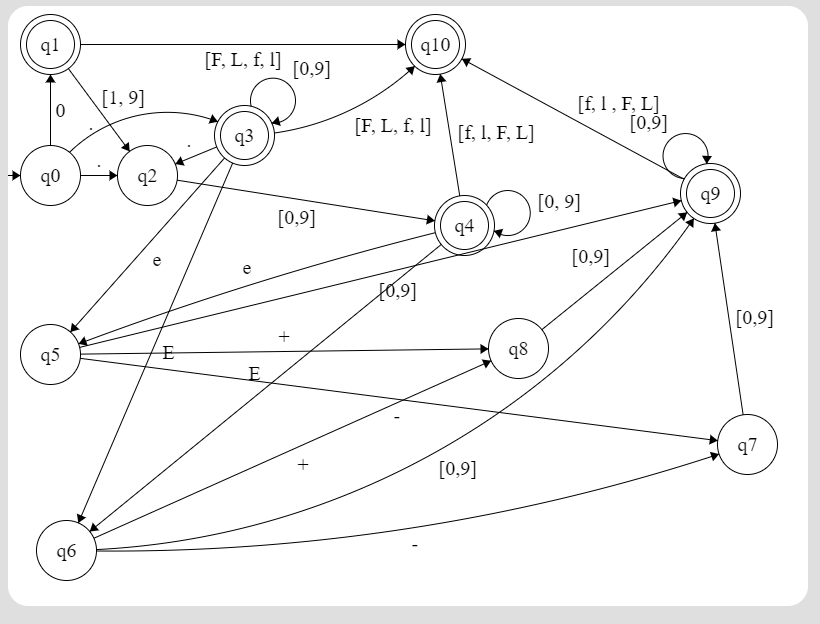 q1
q10
[F, L, f, l]
[0,9]
[1, 9]
0
.
[f, l , F, L]
[0,9]
q3
[F, L, f, l]
[f, l, F, L]
.
.
q0
q2
q9
[0, 9]
[0,9]
q4
e
e
[0,9]
[0,9]
[0,9]
+
q5
E
q8
E
-
q7
+
[0,9]
q6
-